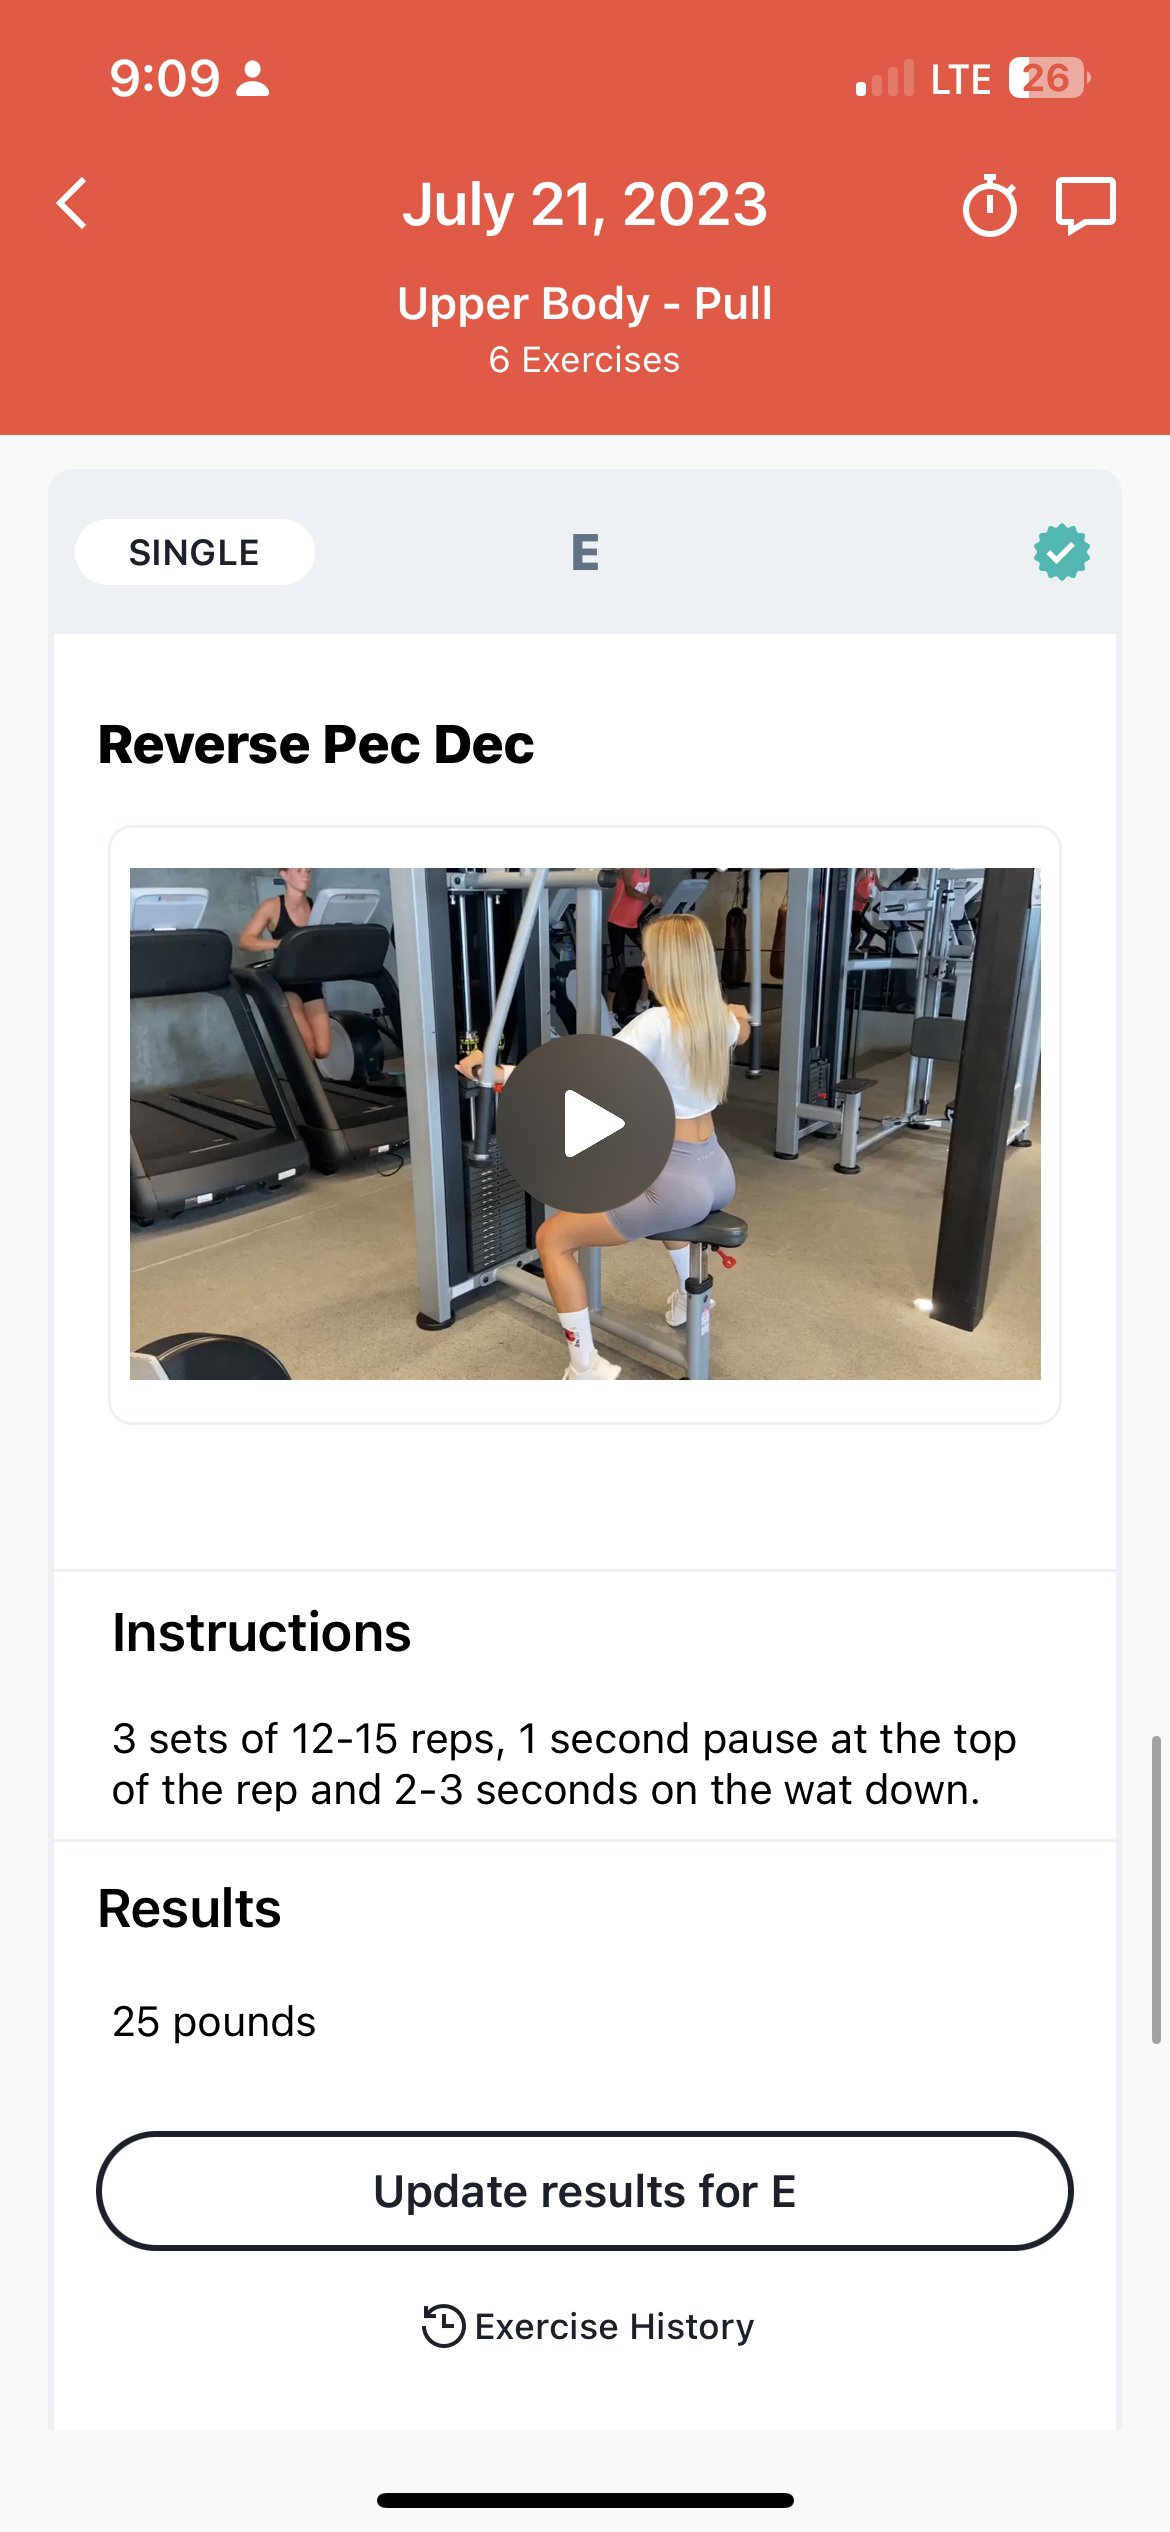 9:09
LTE 26
July 21, 2023
Upper Body - Pull
6 Exercises
SINGLE
E
Reverse Pec Dec
Instructions
3 sets of 12-15 reps, 1 second pause at the top
of the rep and 2-3 seconds on the wat down.
Results
25 pounds
Update results for E
Exercise History